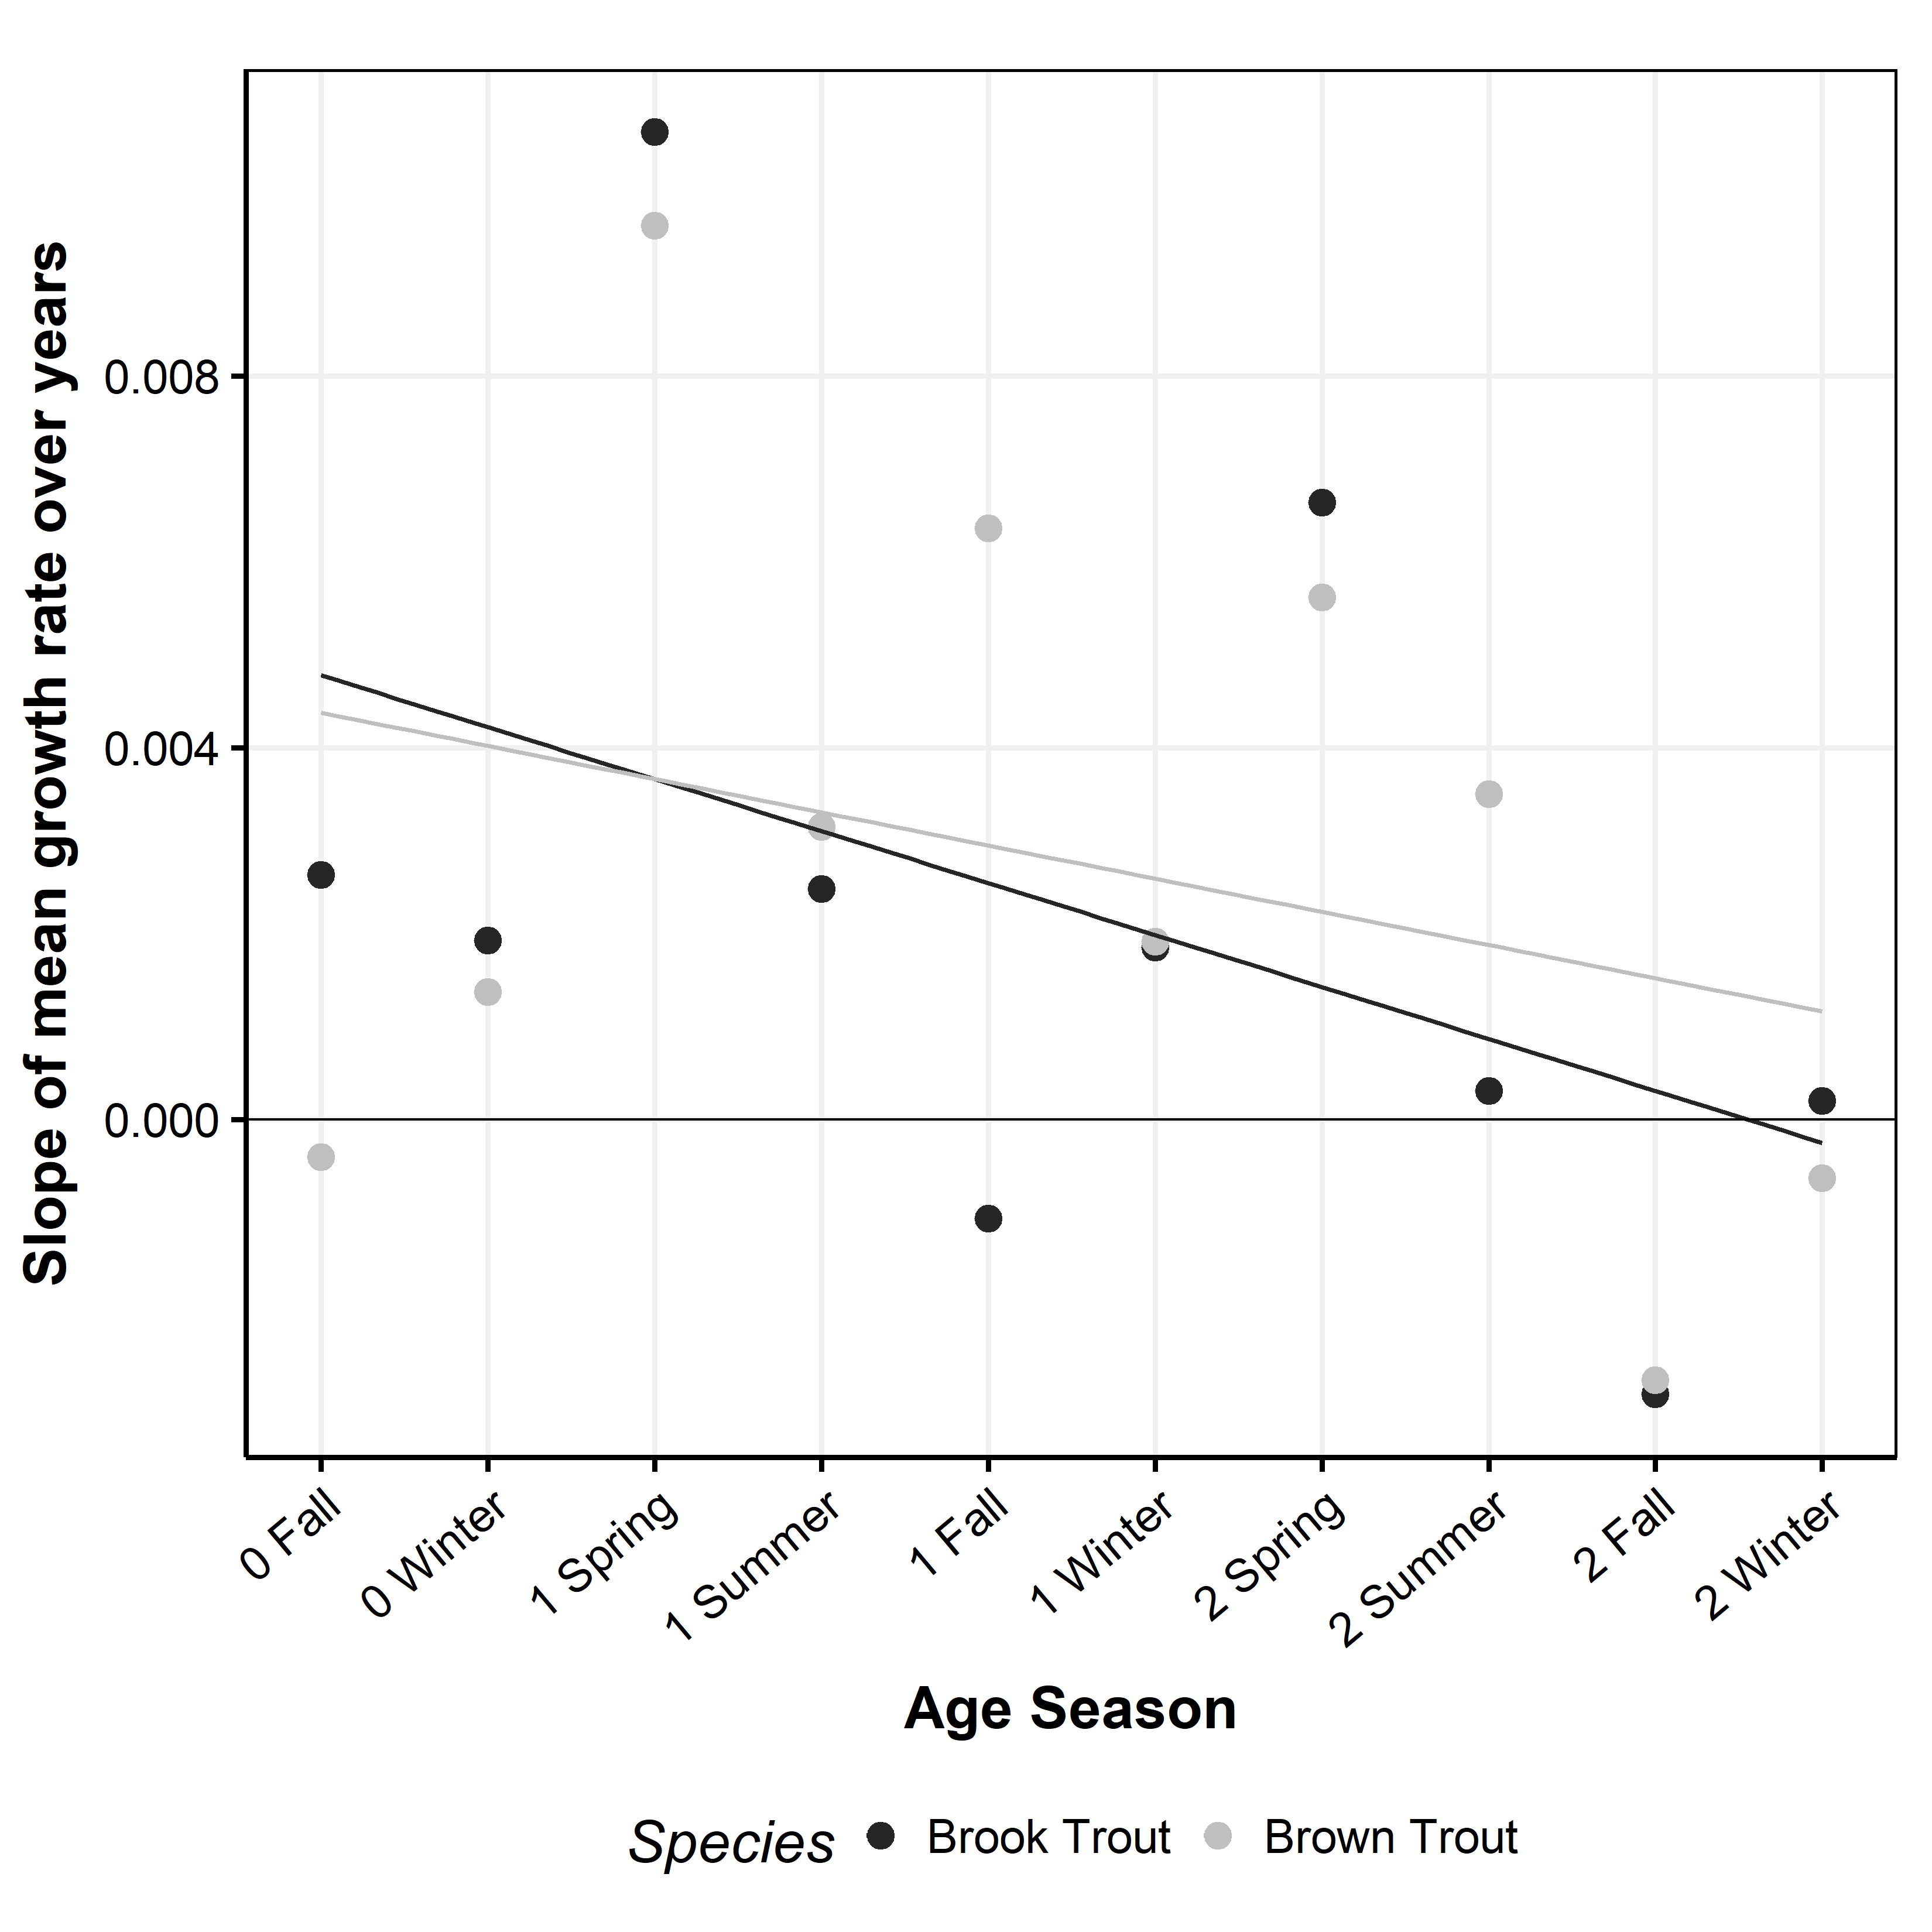 Slope of mean growth rate over years
0.008
0.004
0.000
0 Fall
0 Winter
1 Spring
1 Summer
1 Fall
1 Winter
2 Spring
2 Summer
2 Fall
2 Winter
Age Season
Species Brook Trout Brown Trout